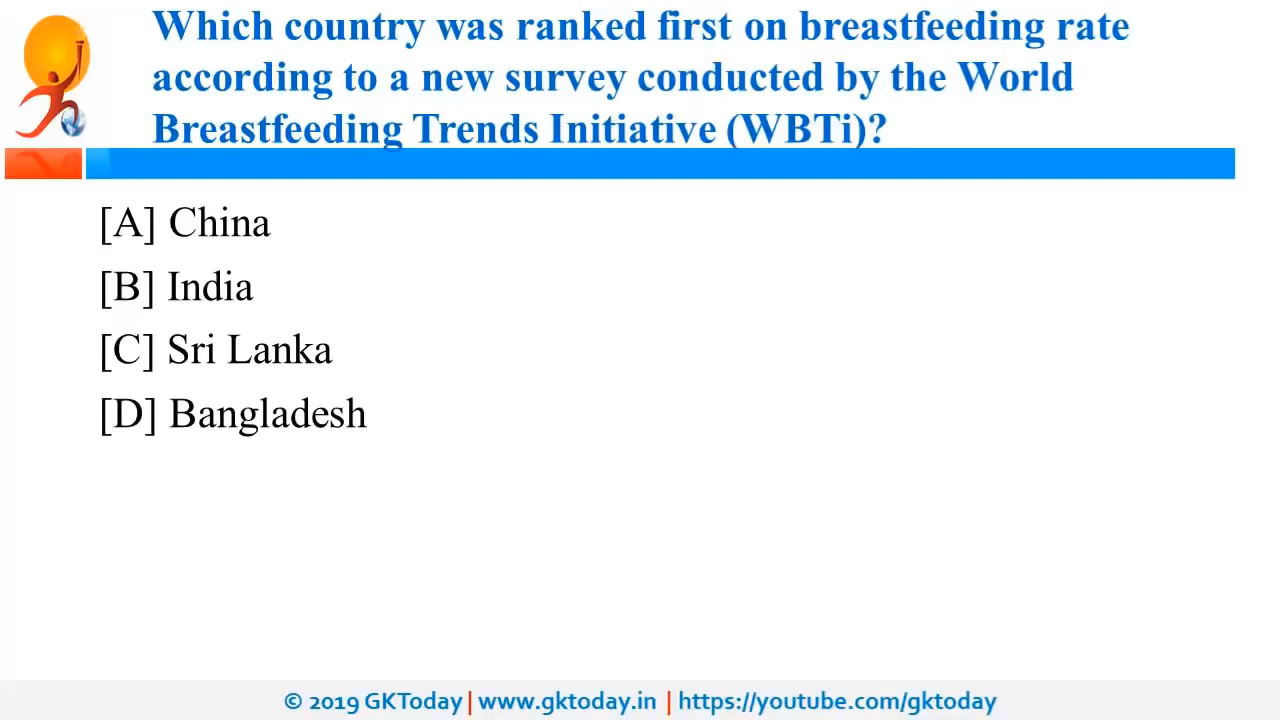 Which country was ranked first on breastfeeding rate
according to a new survey conducted by the World
Breastfeeding Trends Initiative (WBTi)?
[A] China
[B] India
[C] Sri Lanka
[D] Bangladesh
© 2019 GKToday | www.gktoday.in | https://youtube.com/gktoday